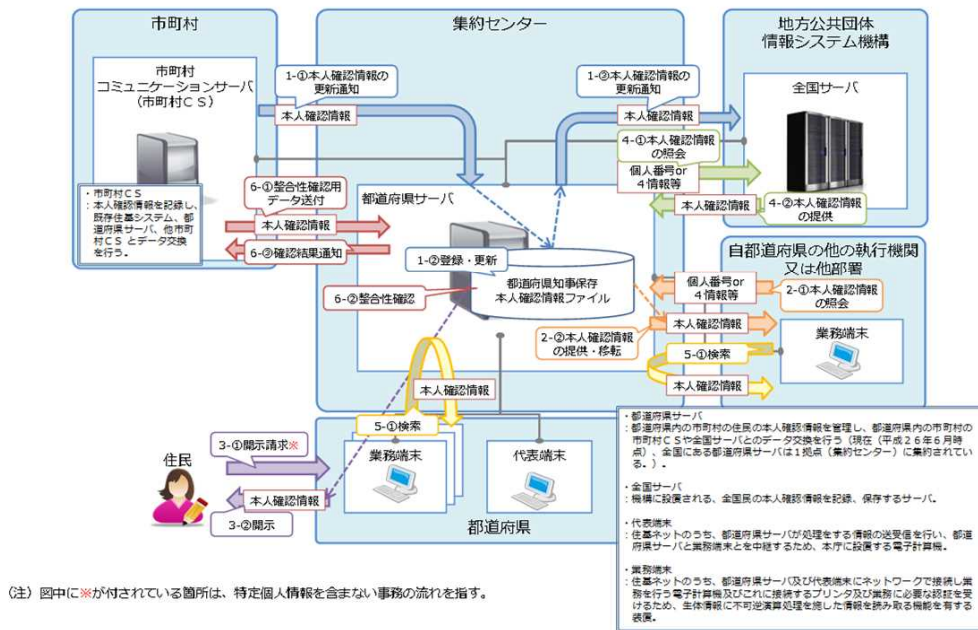 市町村
集約センター
地方公共団体
情報システム機構
市町村
コミュニケーションサーバ
(市町村CS)
1-①本人確認情報の
更新通知
本人確認情報
1-③本人確認情報の
更新通知
本人確認情報
全国サーバ
4-①本人確認情報
の照会
個人番号or
4情報等
本人確認情報
4-②本人確認情報
の提供
・市町村CS
:本人確認情報を記録し、
既存住基システム、都道
府県サーバ、他市町
村CS とデータ交換
を行う。
6-①整合性確認用
データ送付
本人確認情報
6-③確認結果通知
都道府県サーバ
1-②登録・更新
都道府県知事保存
本人確認情報ファイル
6-②整合性確認
自都道府県の他の執行機関
又は他部署
個人番号or
4情報等
2-①本人確認情報
の照会
本人確認情報
2-②本人確認情報
の提供・移転
5-①検索
業務端末
本人確認情報
本人確認情報
5-①検索
3-①開示請求※
住民
本人確認情報
3-②開示
業務端末
代表端末
都道府県
・都道府県サーバ
:都道府県内の市町村の住民の本人確認情報を管理し、都道府県内の市町村の
市町村CSや全国サーバとのデータ交換を行う(現在(平成26年6月時
点)、全国にある都道府県サーバは1拠点(集約センター)に集約されてい
る。)。
・全国サーバ
:機構に設置される、全国民の本人確認情報を記録、保存するサーバ。
・代表端末
:住基ネットのうち、都道府県サーバが処理をする情報の送受信を行い、都道
府県サーバと業務端末とを中継するため、本庁に設置する電子計算機。
・業務端末
:住基ネットのうち、都道府県サーバ及び代表端末にネットワークで接続し業
務を行う電子計算機及びこれに接続するプリンタ及び業務に必要な認証を受
けるため、生体情報に不可逆演算処理を施した情報を読み取る機能を有する
装置。
(注)図中に※が付されている箇所は、特定個人情報を含まない事務の流れを指す。